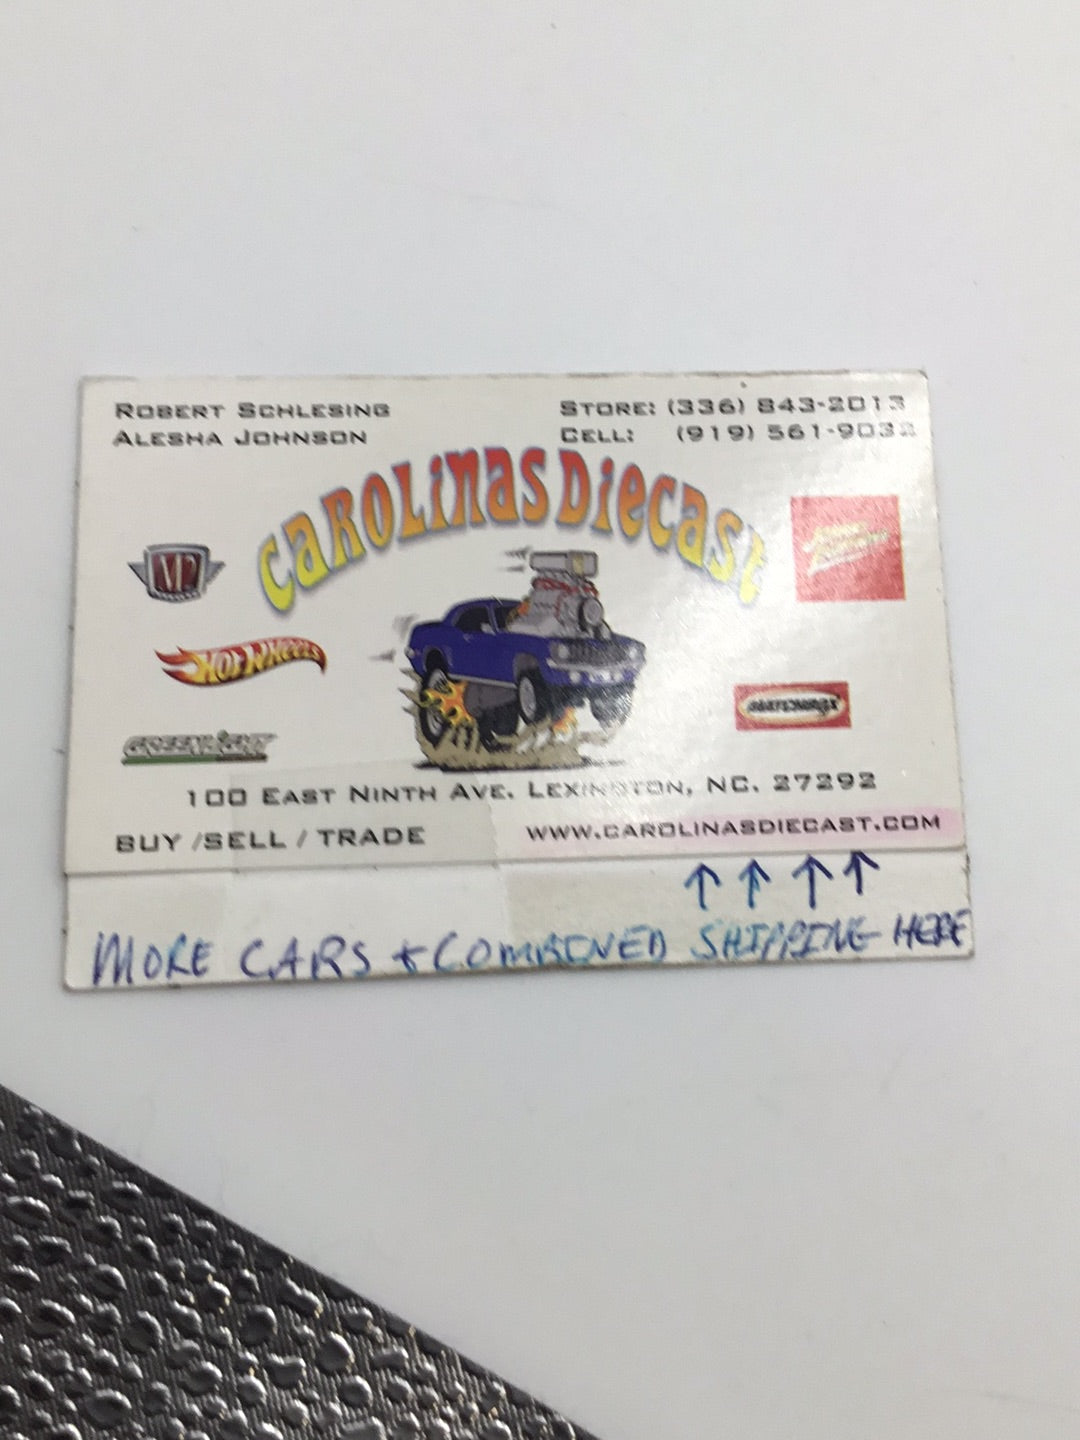 ROBERT SCHLESING
ALESHA JOHNSON
STORE: (336) 843-2013
CELL: (919) 561-9032
CAROLINAS DIECAST
M2
HOT WHEELS
MATCHBOX
GREENLIGHT
100 EAST NINTH AVE. LEXINGTON, NC. 27292
BUY /SELL / TRADE
WWW.CAROLINASDIECAST.COM
MORE CARS + COMBINED SHIPPING HERE